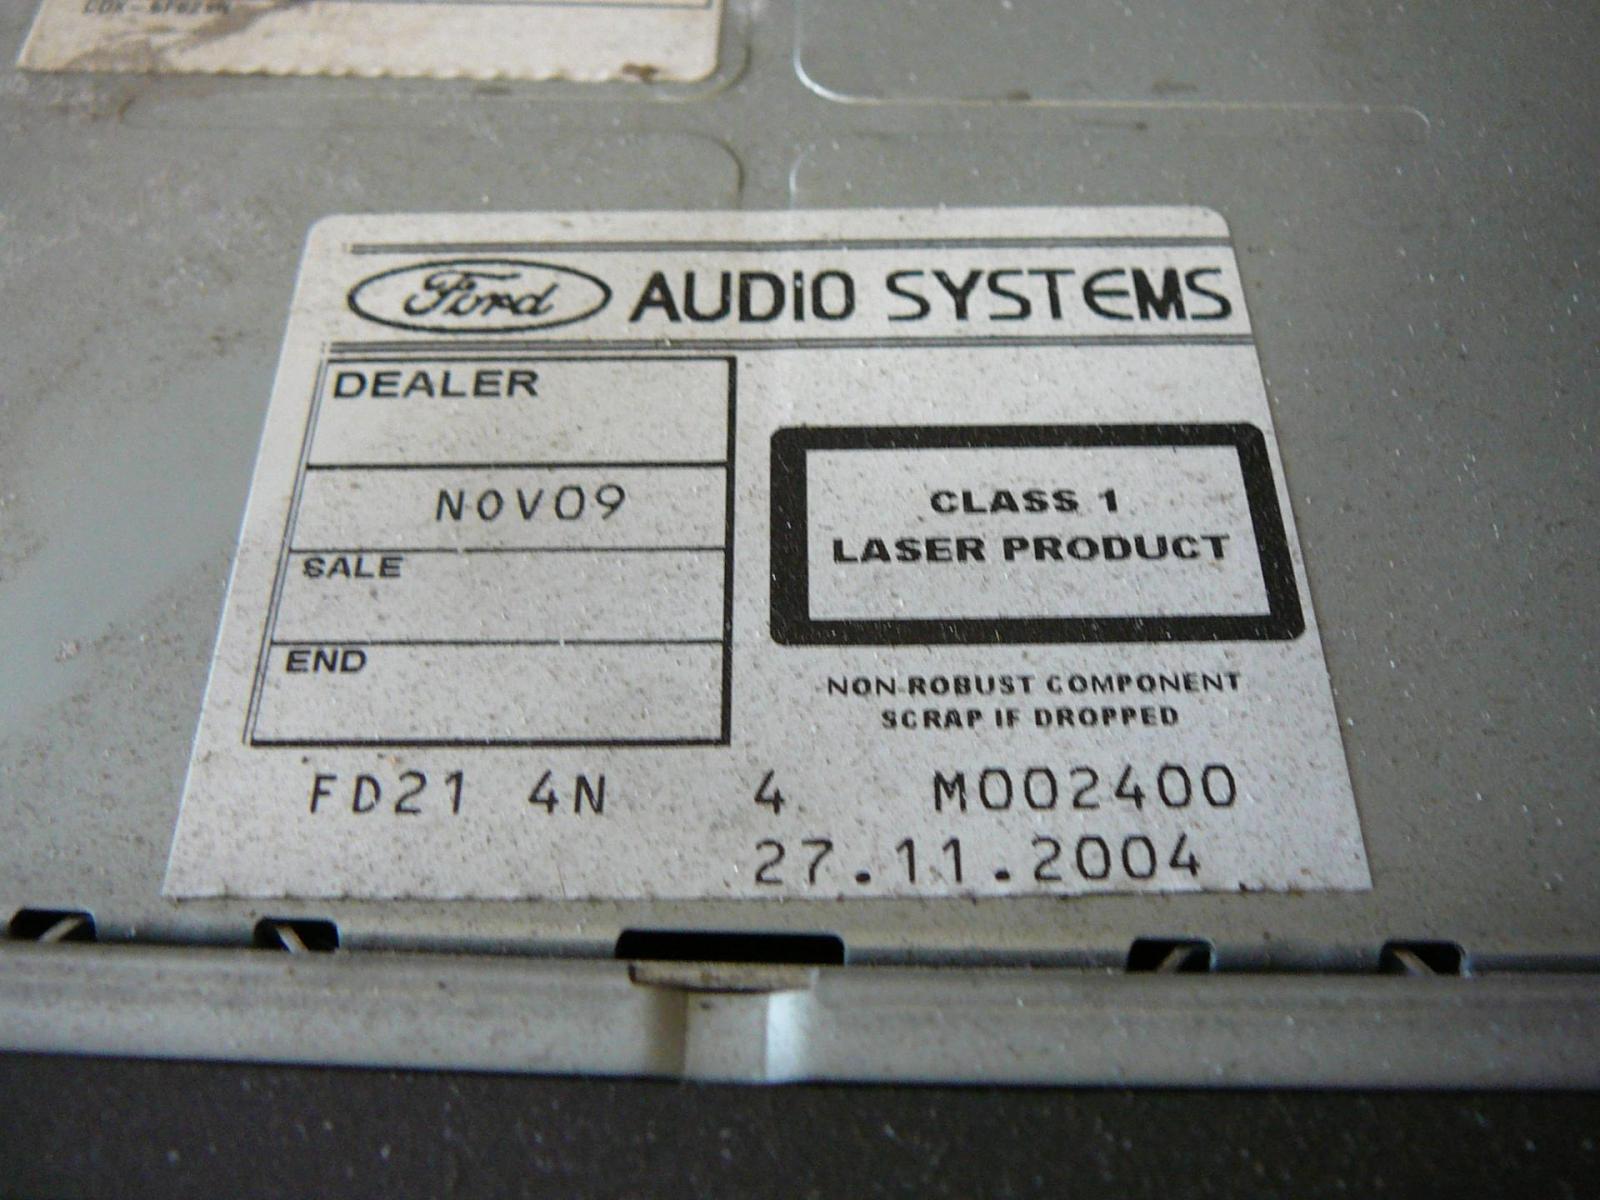 Ford AUDIO SYSTEMS
DEALER
NOV09
SALE
END
CLASS 1
LASER PRODUCT
NON-ROBUST COMPONENT
SCRAP IF DROPPED
FD21 4N 4 M002400
27.11.2004